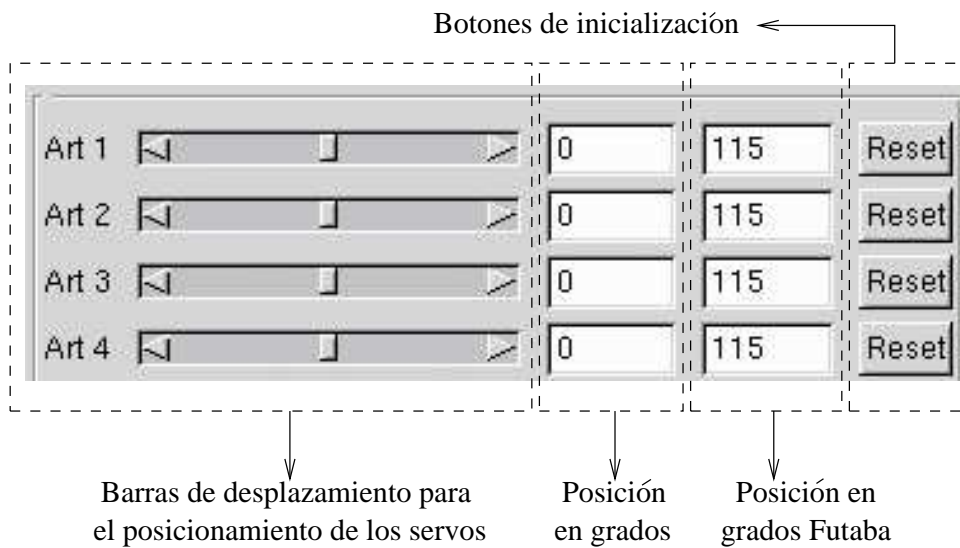 Botones de inicialización
Art 1 0 115 Reset
Art 2 0 115 Reset
Art 3 0 115 Reset
Art 4 0 115 Reset
Barras de desplazamiento para
el posicionamiento de los servos
Posición
en grados
Posición en
grados Futaba